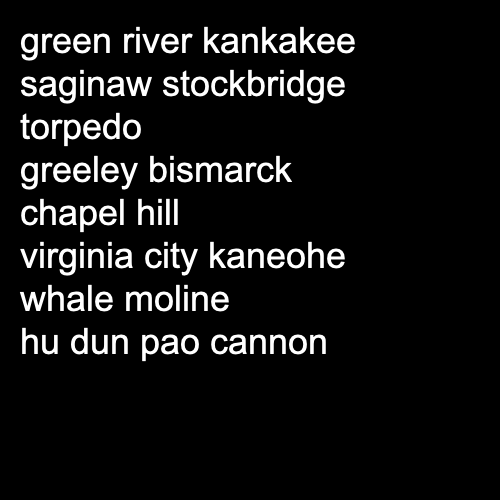 green river kankakee
saginaw stockbridge
torpedo
greeley bismarck
chapel hill
virginia city kaneohe
whale moline
hu dun pao cannon